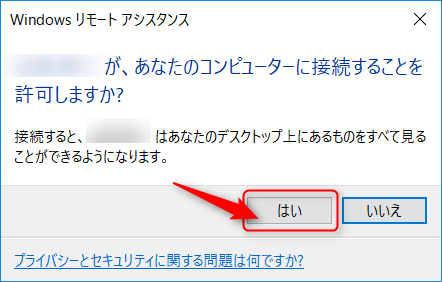 Windows リモート アシスタンス
が、あなたのコンピューターに接続することを
許可しますか?
接続すると、 はあなたのデスクトップ上にあるものをすべて見る
ことができるようになります。
はい いいえ
プライバシーとセキュリティに関する問題は何ですか?